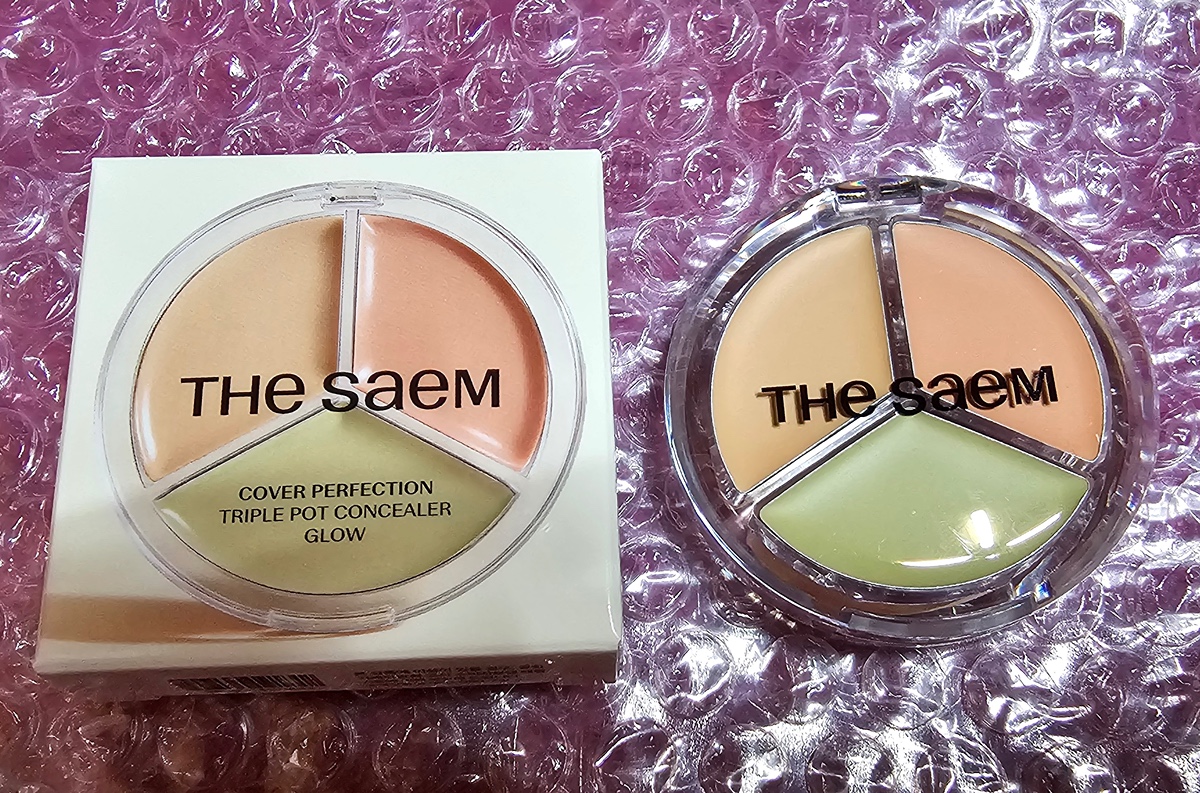 THE SAEM
COVER PERFECTION
TRIPLE POT CONCEALER
GLOW
THE SAEM